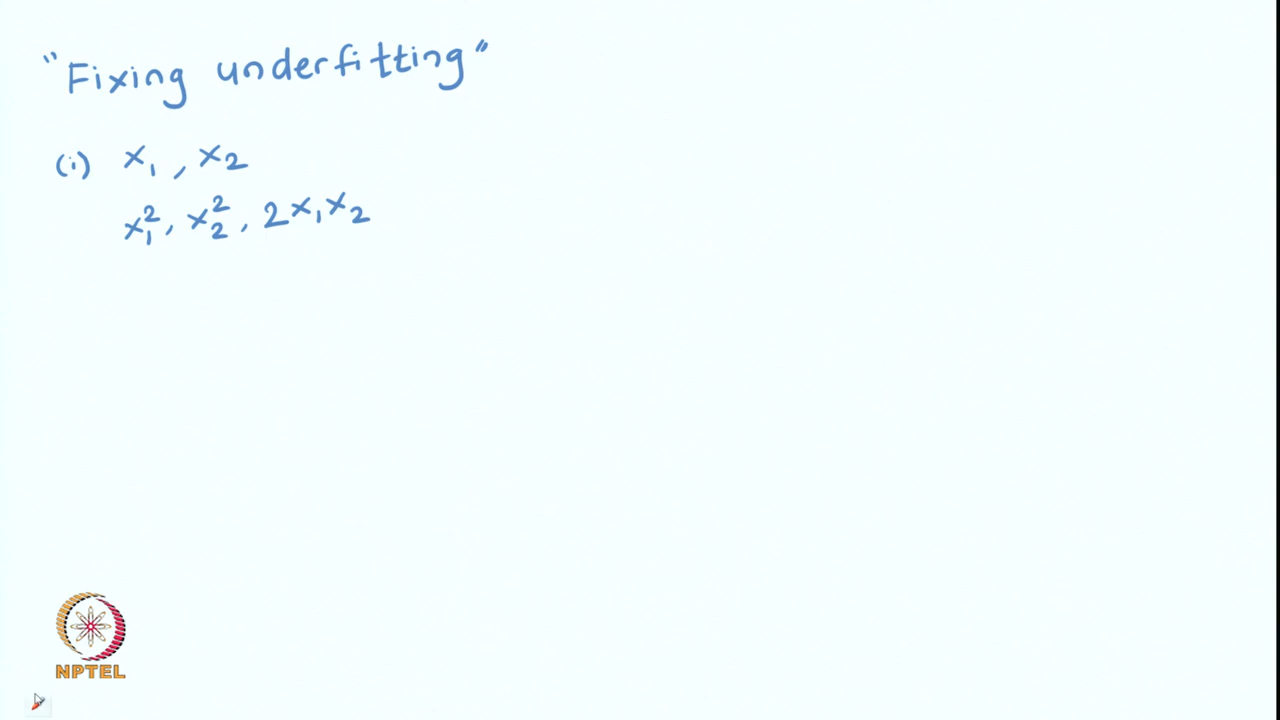 "Fixing underfitting"
(i) x₁, x₂
x₁², x₂², 2x₁x₂
NPTEL